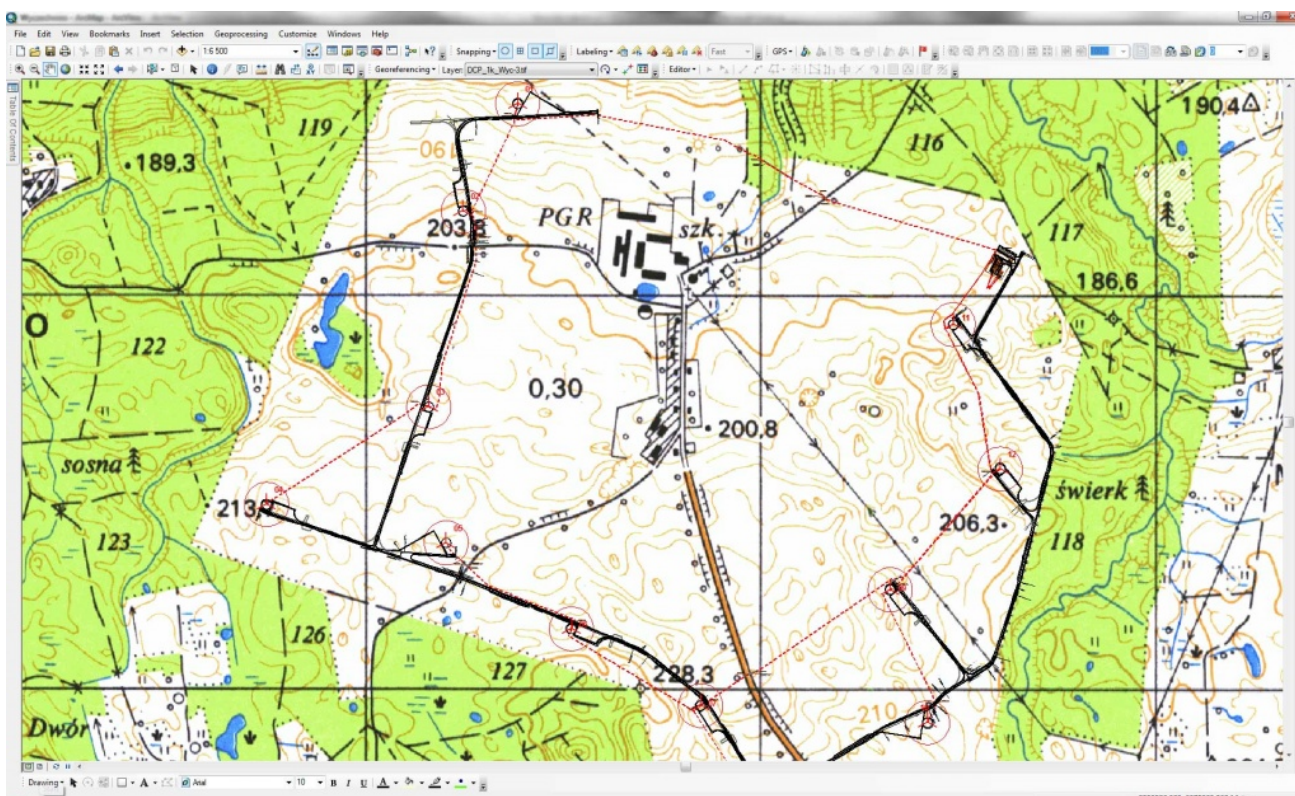 File Edit View Bookmarks Insert Selection Geoprocessing Customize Windows Help
1:6 500 Snapping Labeling Fast GPS
Georeferencing Layer: DCP_1k_Wyc-3.tif Editor
Table Of Contents
119
116
190,4
189,3
061
203,8
PGR
szk.
117
186,6
O
122
0,30
200,8
sosna
213,
świerk
123
206,3
118
126
127
228,3
210
Dwór
Drawing A Arial 10 B I U A